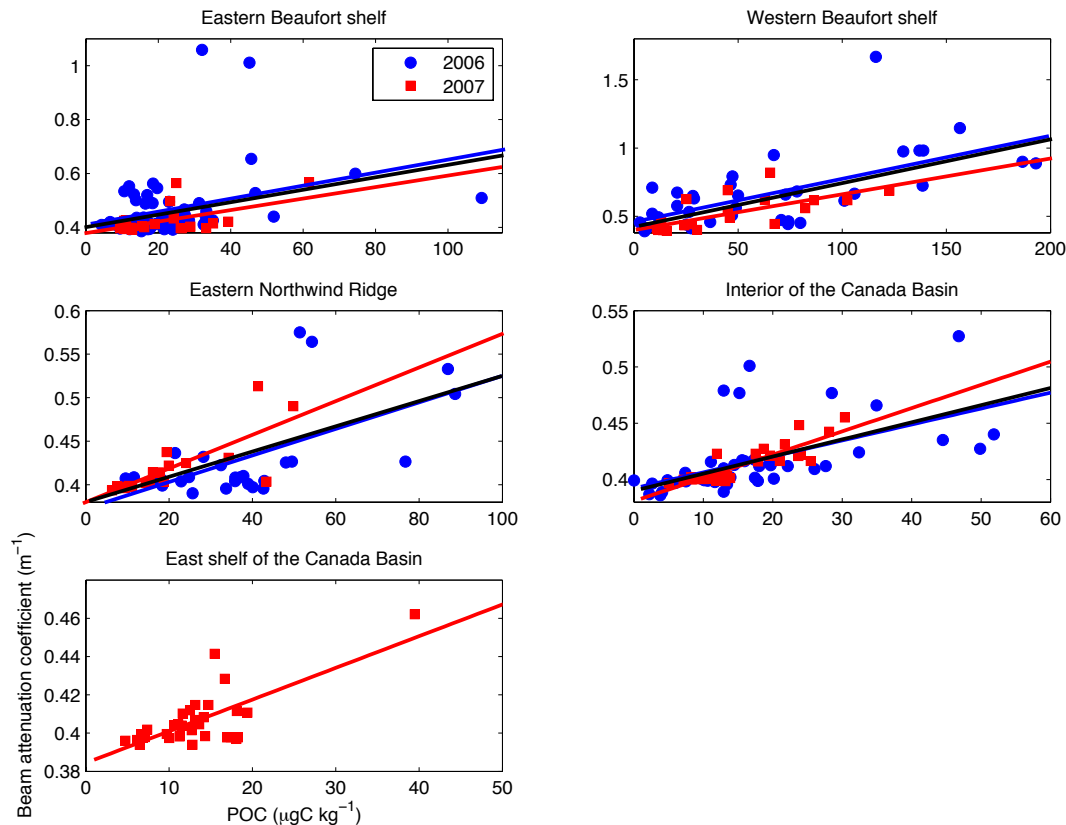 Eastern Beaufort shelf
1
0.8
0.6
0.4
0 20 40 60 80 100
2006
2007
Western Beaufort shelf
1.5
1
0.5
0 50 100 150 200
Eastern Northwind Ridge
0.6
0.55
0.5
0.45
0.4
0 20 40 60 80 100
Interior of the Canada Basin
0.55
0.5
0.45
0.4
0 10 20 30 40 50 60
East shelf of the Canada Basin
0.46
0.44
0.42
0.4
0.38
0 10 20 30 40 50
Beam attenuation coefficient (m⁻¹)
POC (μgC kg⁻¹)